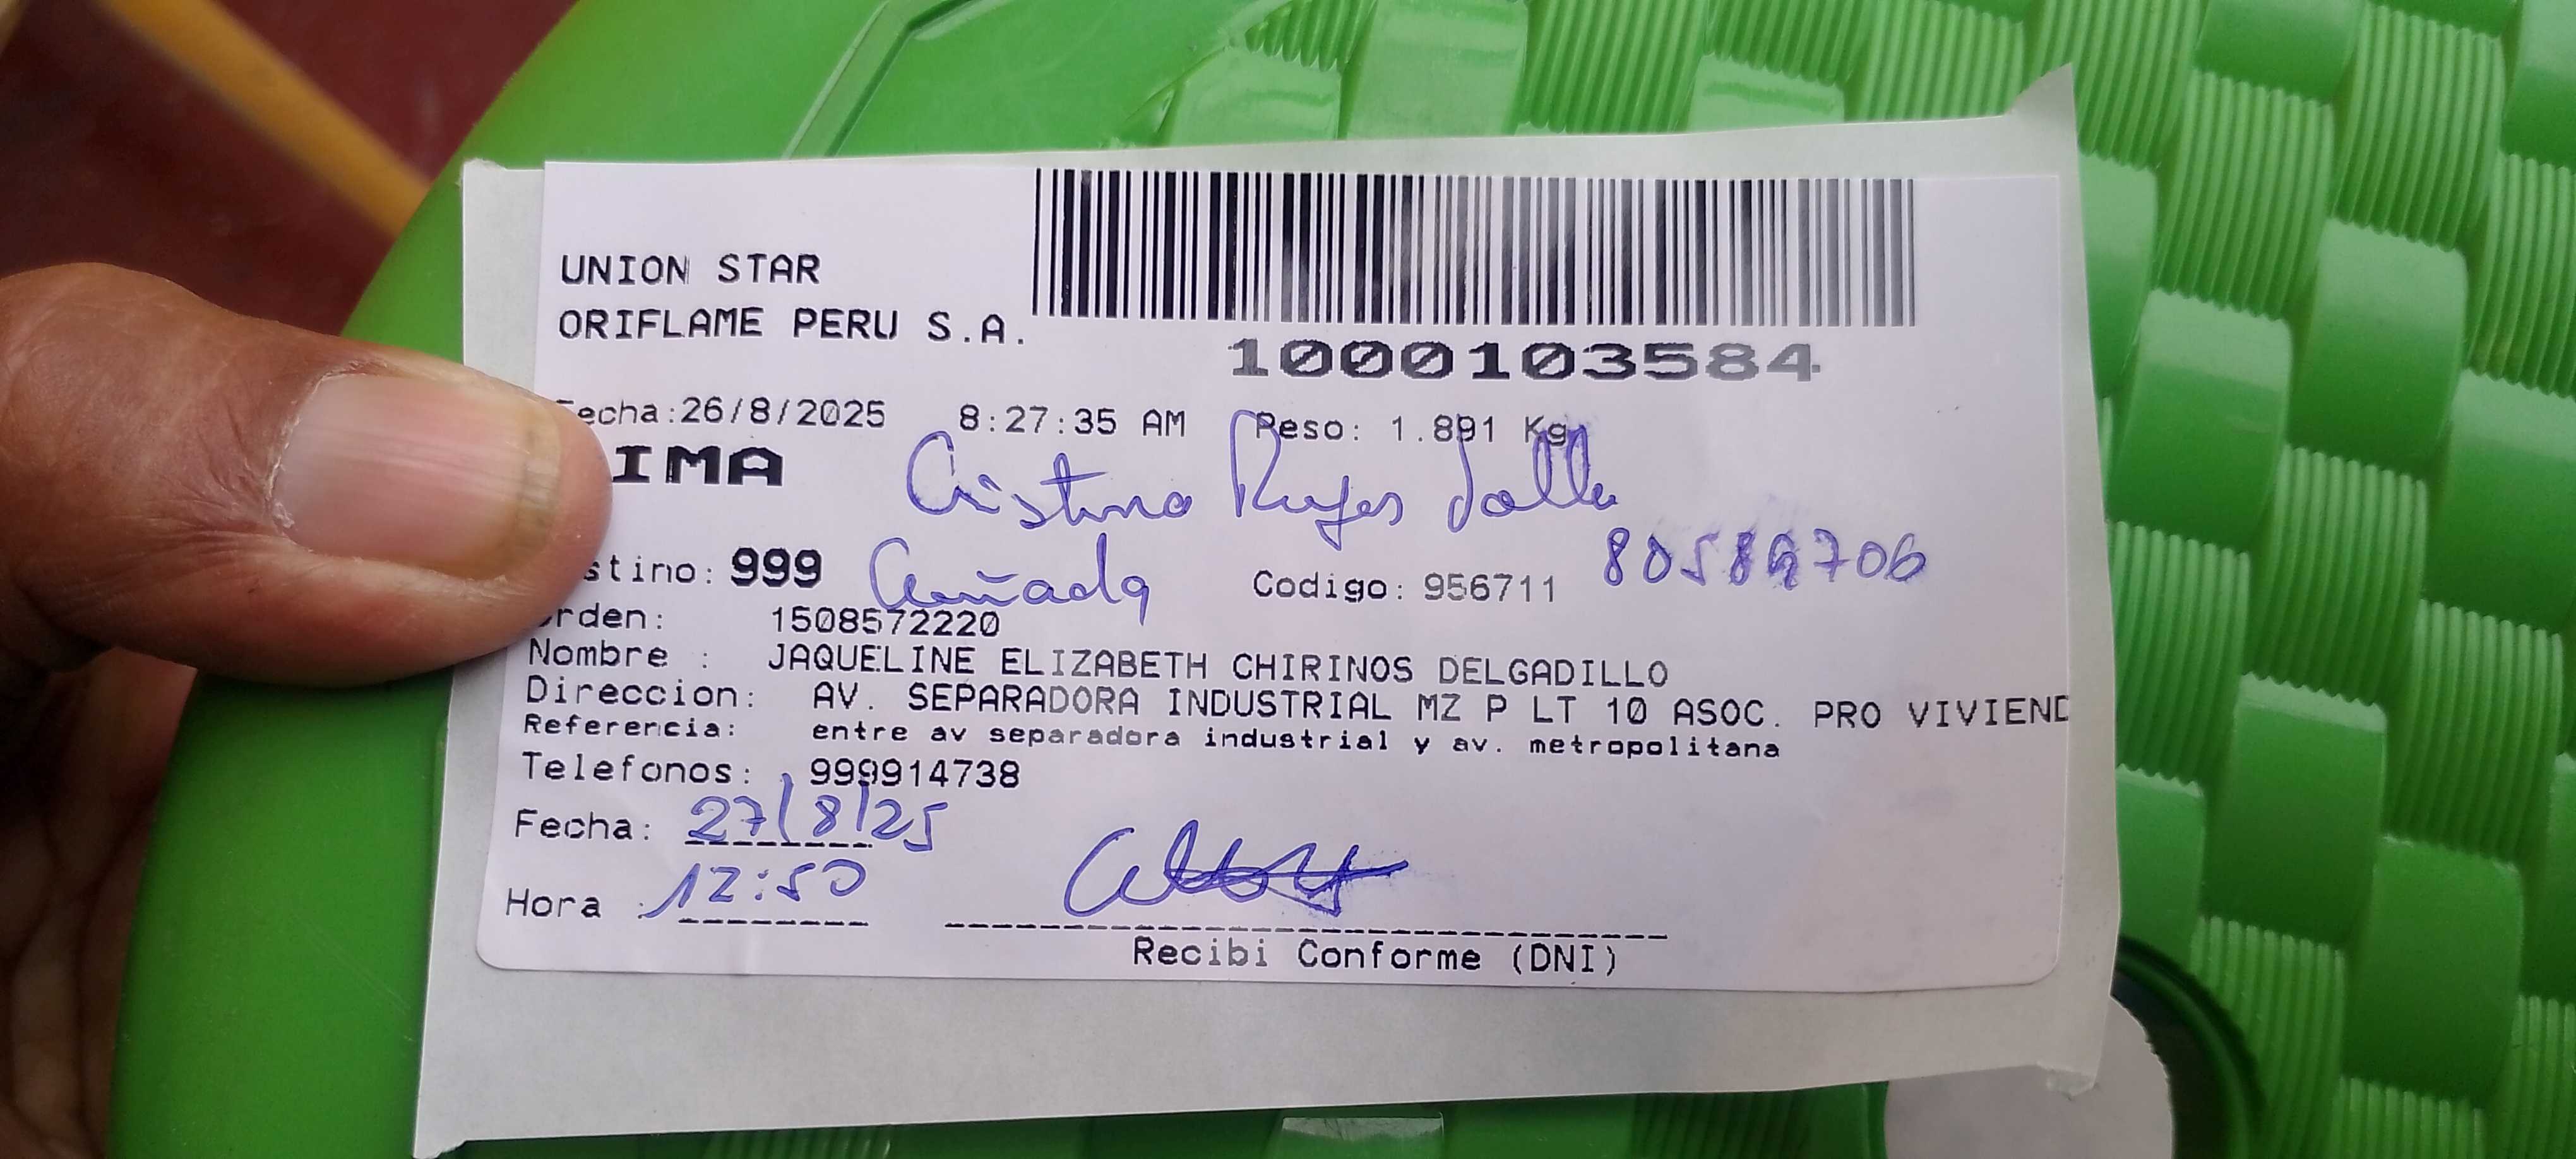 UNION STAR
ORIFLAME PERU S.A.
1000103584
echa:26/8/2025 8:27:35 AM Peso: 1.891 Kg
IMA
Cristina Reyes
stino: 999 Cuñada Codigo: 956711
rden: 1508572220
Nombre : JAQUELINE ELIZABETH CHIRINOS DELGADILLO
Direccion: AV. SEPARADORA INDUSTRIAL MZ P LT 10 ASOC. PRO VIVIEND
Referencia: entre av separadora industrial y av. metropolitana
Telefonos: 999914738
Fecha: 27/8/25
Hora : 12:50
Recibi Conforme (DNI)